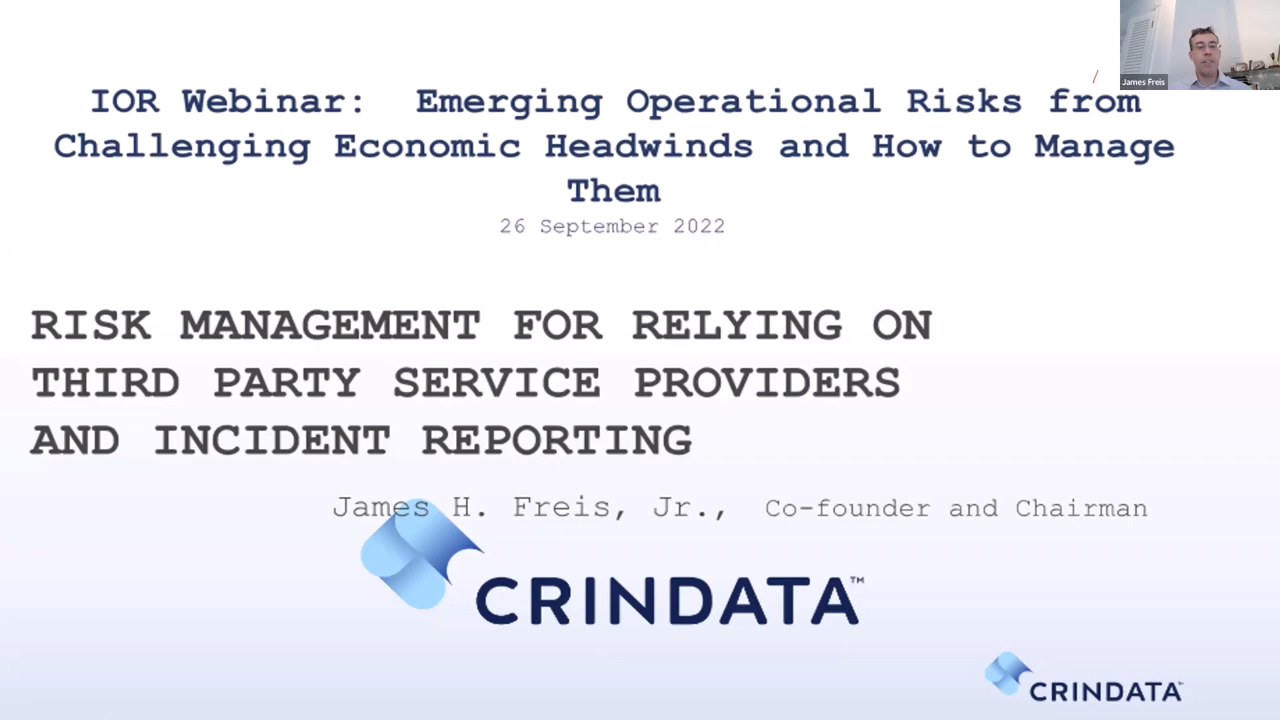 James Freis
IOR Webinar: Emerging Operational Risks from
Challenging Economic Headwinds and How to Manage
Them
26 September 2022
RISK MANAGEMENT FOR RELYING ON
THIRD PARTY SERVICE PROVIDERS
AND INCIDENT REPORTING
James H. Freis, Jr., Co-founder and Chairman
CRINDATA™
CRINDATA™